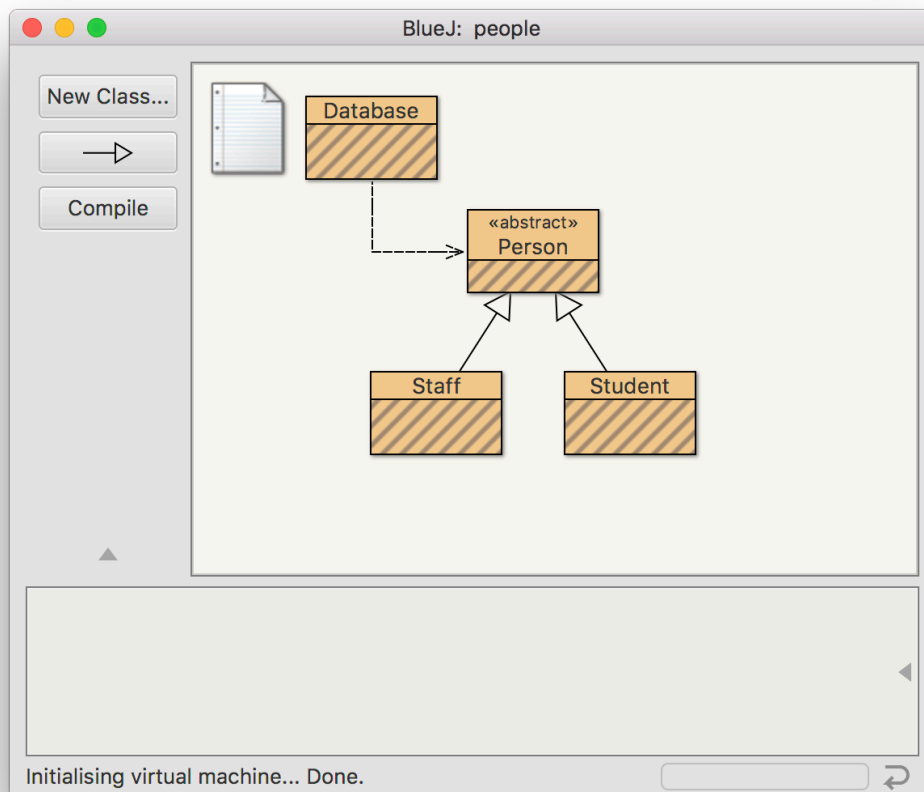 BlueJ: people
New Class...
Compile
Database
«abstract»
Person
Staff
Student
Initialising virtual machine... Done.